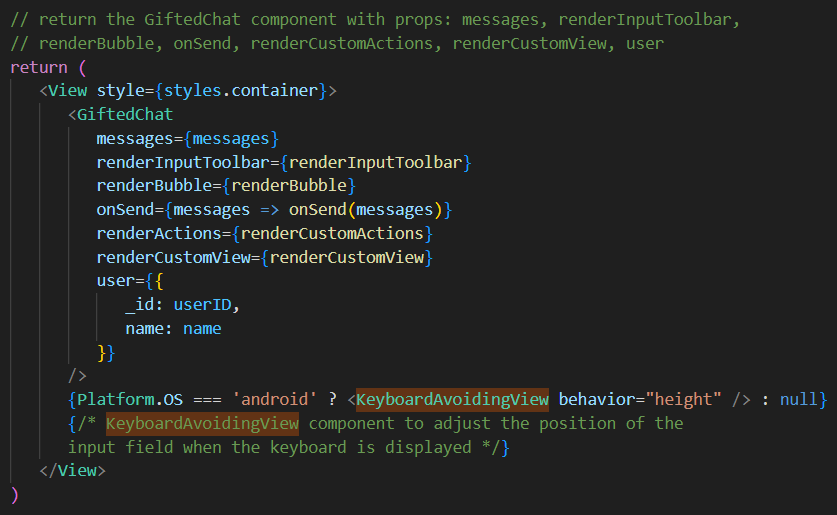 // return the GiftedChat component with props: messages, renderInputToolbar,
// renderBubble, onSend, renderCustomActions, renderCustomView, user
return (
<View style={styles.container}>
<GiftedChat
messages={messages}
renderInputToolbar={renderInputToolbar}
renderBubble={renderBubble}
onSend={messages => onSend(messages)}
renderActions={renderCustomActions}
renderCustomView={renderCustomView}
user={{
_id: userID,
name: name
}}
/>
{Platform.OS === 'android' ? <KeyboardAvoidingView behavior="height" /> : null}
{/* KeyboardAvoidingView component to adjust the position of the
input field when the keyboard is displayed */}
</View>
)